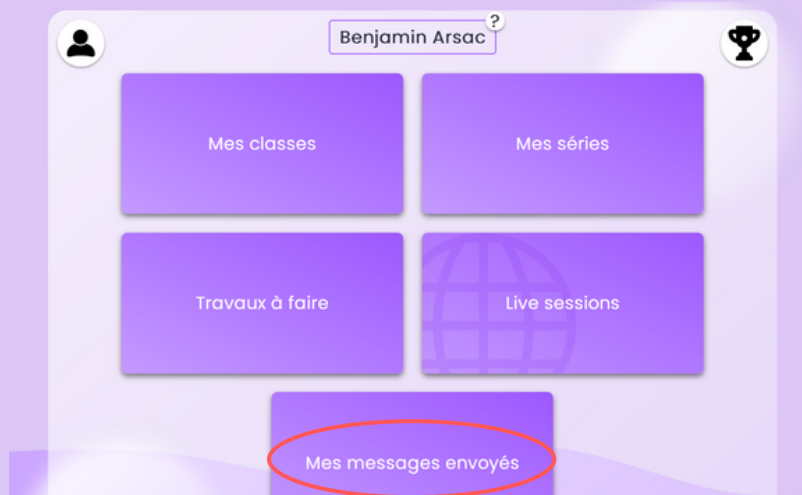 Benjamin Arsac
?
Mes classes
Mes séries
Travaux à faire
Live sessions
Mes messages envoyés